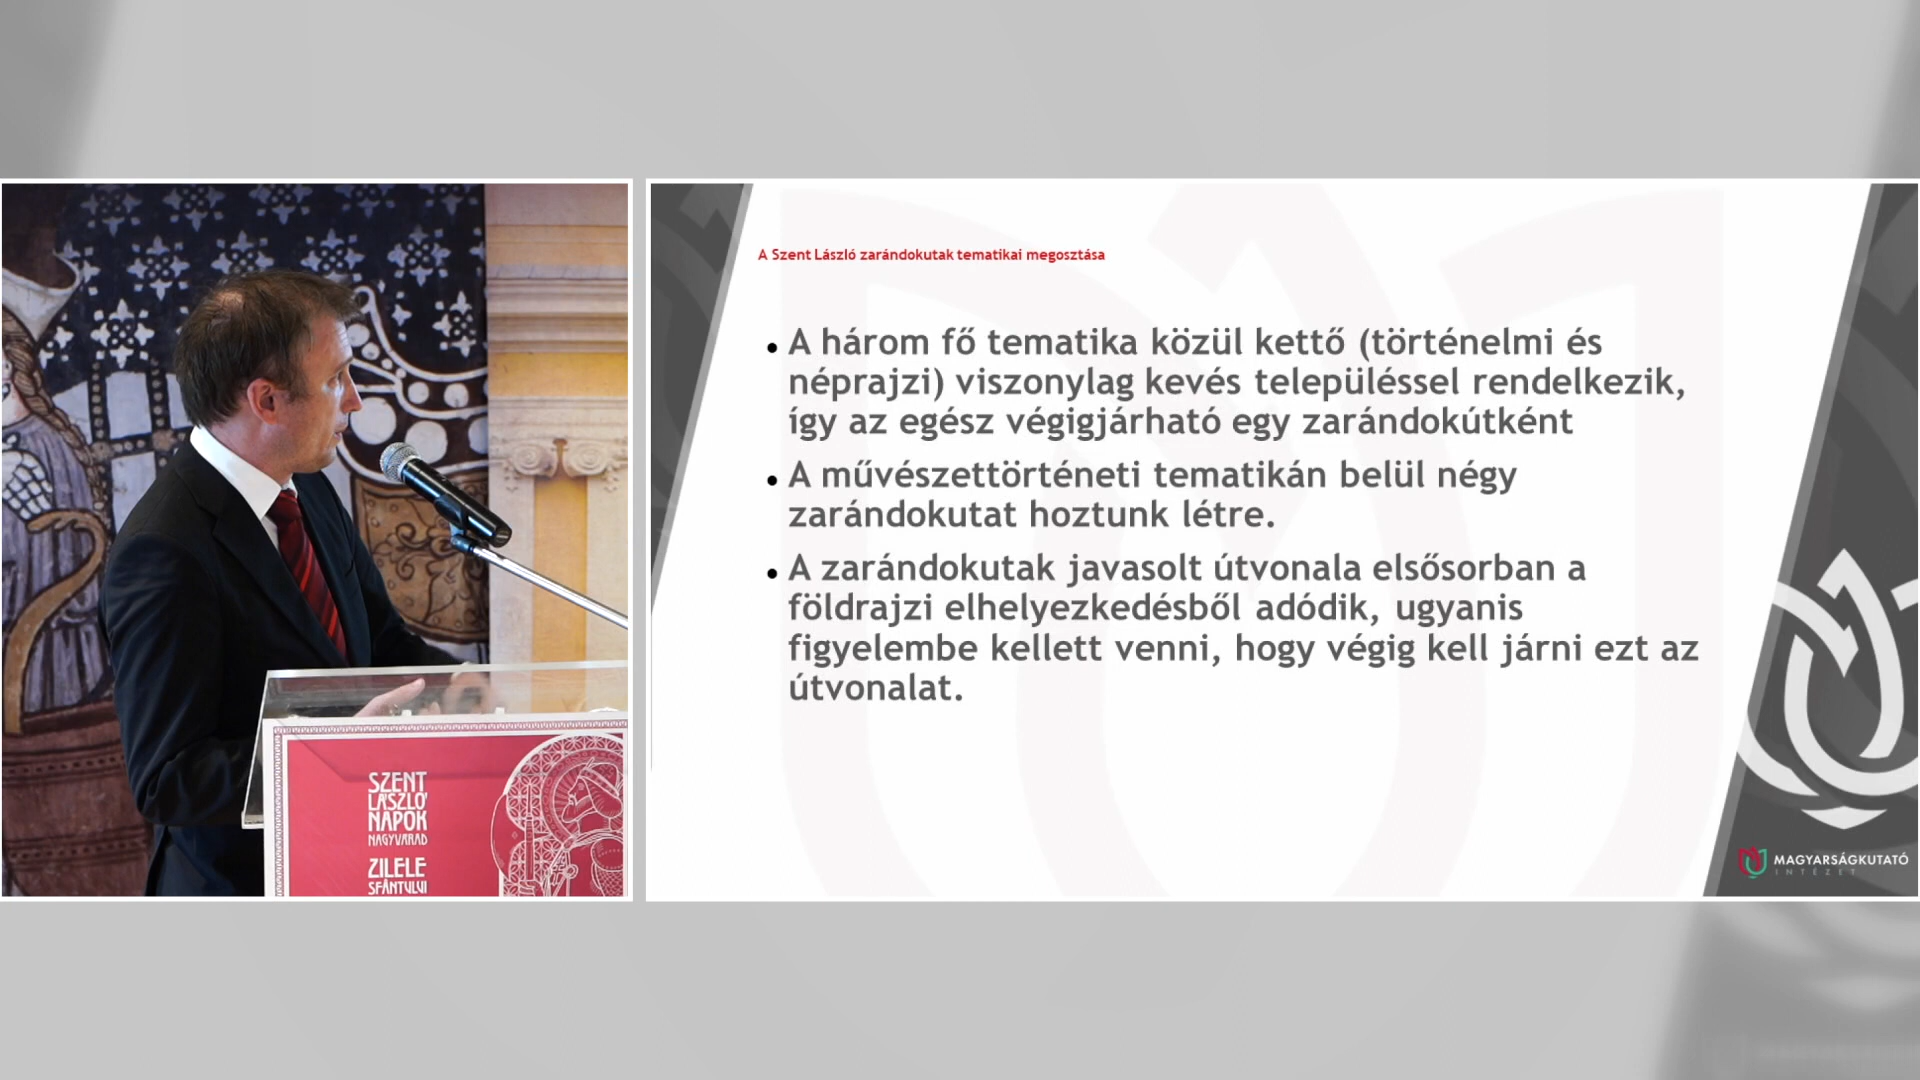 SZENT
LÁSZLÓ
NAPOK
NAGYVÁRAD
ZILELE
SFÂNTULUI
A Szent László zarándokutak tematikai megosztása
• A három fő tematika közül kettő (történelmi és
néprajzi) viszonylag kevés településsel rendelkezik,
így az egész végigjárható egy zarándokútként
• A művészettörténeti tematikán belül négy
zarándokutat hoztunk létre.
• A zarándokutak javasolt útvonala elsősorban a
földrajzi elhelyezkedésből adódik, ugyanis
figyelembe kellett venni, hogy végig kell járni ezt az
útvonalat.
MAGYARSÁGKUTATÓ
INTÉZET